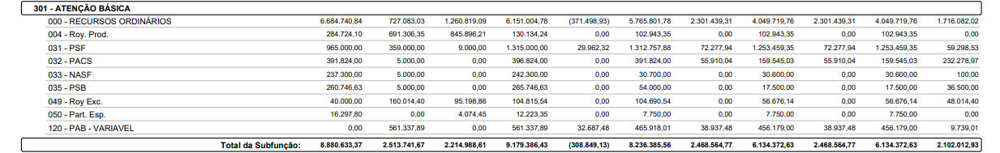 301 - ATENÇÃO BÁSICA
000 - RECURSOS ORDINÁRIOS 6.684.740,84 727.083,03 1.260.819,09 6.151.004,78 (371.498,93) 5.765.801,78 2.301.439,31 4.049.719,76 2.301.439,31 4.049.719,76 1.716.082,02
004 - Roy. Prod. 284.724,10 691.306,35 845.896,21 130.134,24 0,00 102.943,35 0,00 102.943,35 0,00 102.943,35 0,00
031 - PSF 965.000,00 359.000,00 9.000,00 1.315.000,00 29.962,32 1.312.757,88 72.277,94 1.253.459,35 72.277,94 1.253.459,35 59.298,53
032 - PACS 391.824,00 5.000,00 0,00 396.824,00 0,00 391.824,00 55.910,04 159.545,03 55.910,04 159.545,03 232.278,97
033 - NASF 237.300,00 5.000,00 0,00 242.300,00 0,00 30.700,00 0,00 30.600,00 0,00 30.600,00 100,00
035 - PSB 260.746,63 5.000,00 0,00 265.746,63 0,00 54.000,00 0,00 17.500,00 0,00 17.500,00 36.500,00
049 - Roy Exc. 40.000,00 160.014,40 95.198,86 104.815,54 0,00 104.690,54 0,00 56.676,14 0,00 56.676,14 48.014,40
050 - Part. Esp. 16.297,80 0,00 4.074,45 12.223,35 0,00 7.750,00 0,00 7.750,00 0,00 7.750,00 0,00
120 - PAB - VARIAVEL 0,00 561.337,89 0,00 561.337,89 32.687,48 465.918,01 38.937,48 456.179,00 38.937,48 456.179,00 9.739,01
Total da Subfunção: 8.880.633,37 2.513.741,67 2.214.988,61 9.179.386,43 (308.849,13) 8.236.385,56 2.468.564,77 6.134.372,63 2.468.564,77 6.134.372,63 2.102.012,93